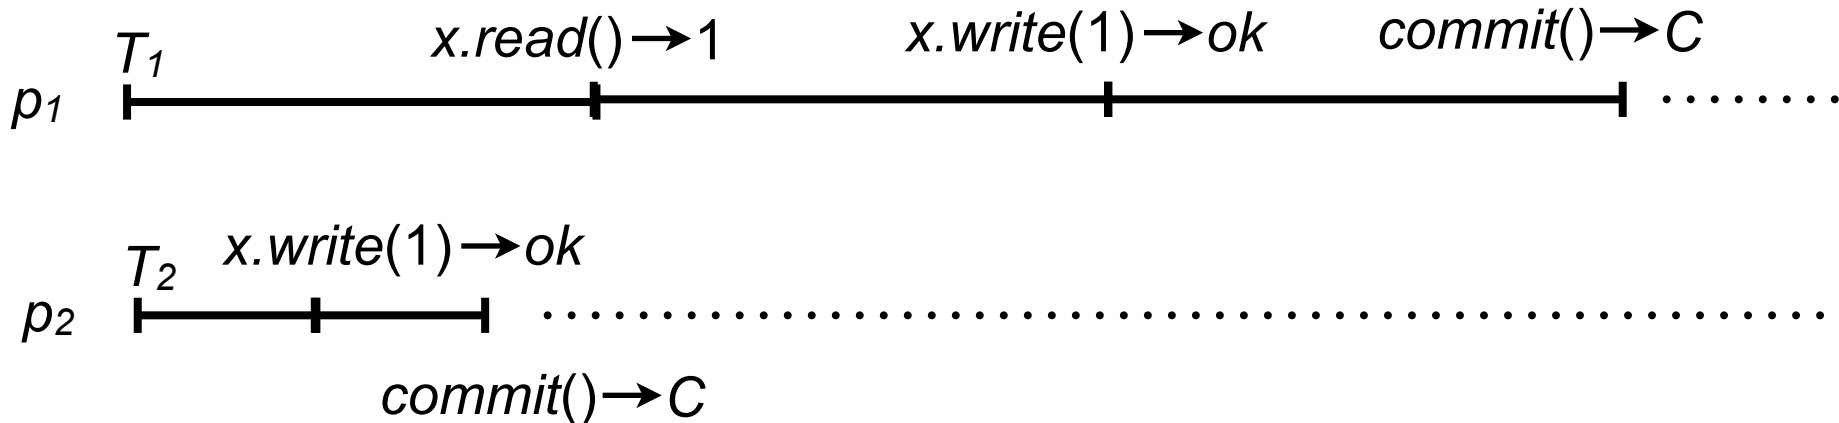 T1 x.read()→1 x.write(1)→ok commit()→C
p1
T2 x.write(1)→ok
p2
commit()→C